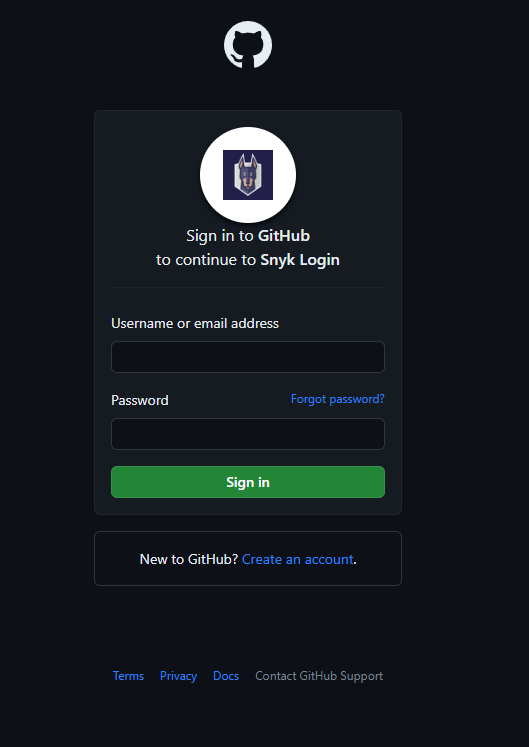 Sign in to GitHub
to continue to Snyk Login
Username or email address
Password Forgot password?
Sign in
New to GitHub? Create an account.
Terms Privacy Docs Contact GitHub Support